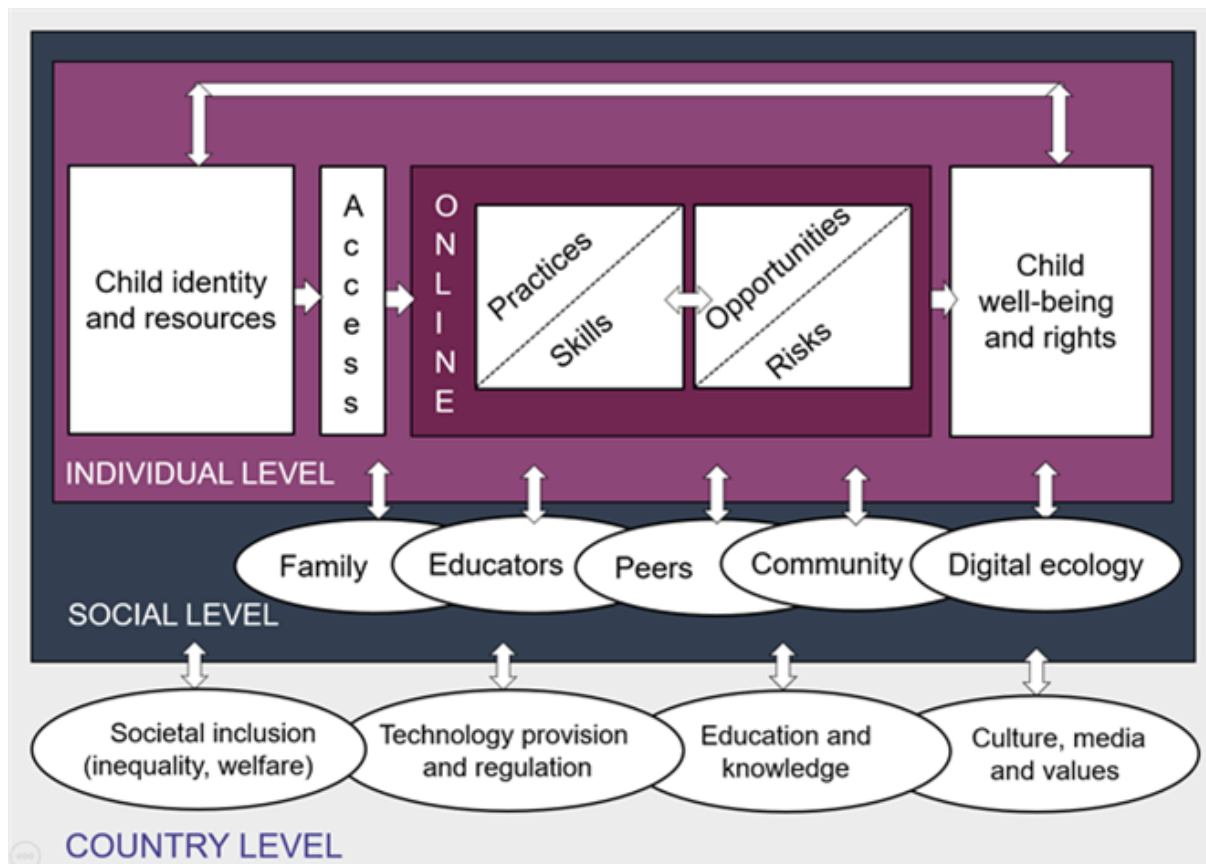 Child identity
and resources
Access
ONLINE
Practices
Skills
Opportunities
Risks
Child
well-being
and rights
INDIVIDUAL LEVEL
Family
Educators
Peers
Community
Digital ecology
SOCIAL LEVEL
Societal inclusion
(inequality, welfare)
Technology provision
and regulation
Education and
knowledge
Culture, media
and values
COUNTRY LEVEL